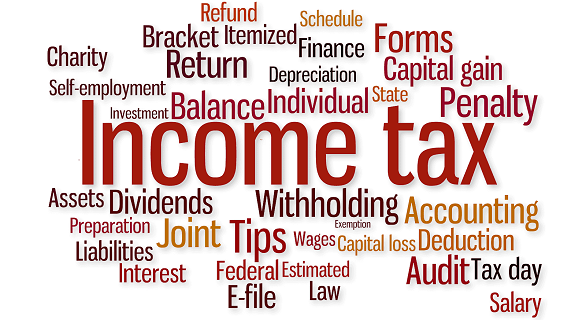 Refund
Schedule
Bracket Itemized
Forms
Charity
Return
Finance
Depreciation
Capital gain
Self-employment
Investment
Balance
Individual
State
Penalty
Income tax
Assets
Dividends
Withholding
Accounting
Preparation
Joint
Tips
Exemption
Wages
Capital loss
Deduction
Liabilities
Interest
Federal
Estimated
Audit
Tax day
E-file
Law
Salary